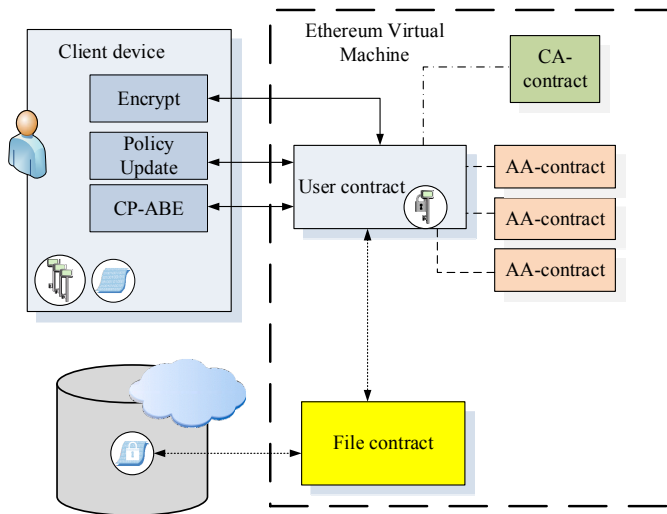 Client device
Encrypt
Policy
Update
CP-ABE
Ethereum Virtual
Machine
CA-
contract
User contract
AA-contract
AA-contract
AA-contract
File contract